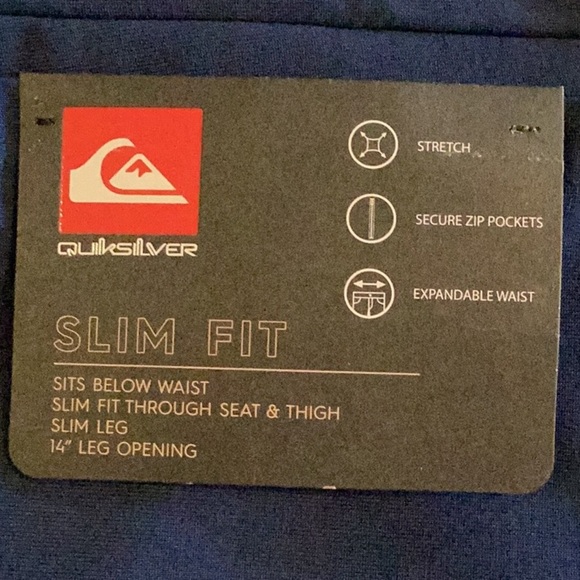 QUIKSILVER
STRETCH
SECURE ZIP POCKETS
EXPANDABLE WAIST
SLIM FIT
SITS BELOW WAIST
SLIM FIT THROUGH SEAT & THIGH
SLIM LEG
14" LEG OPENING